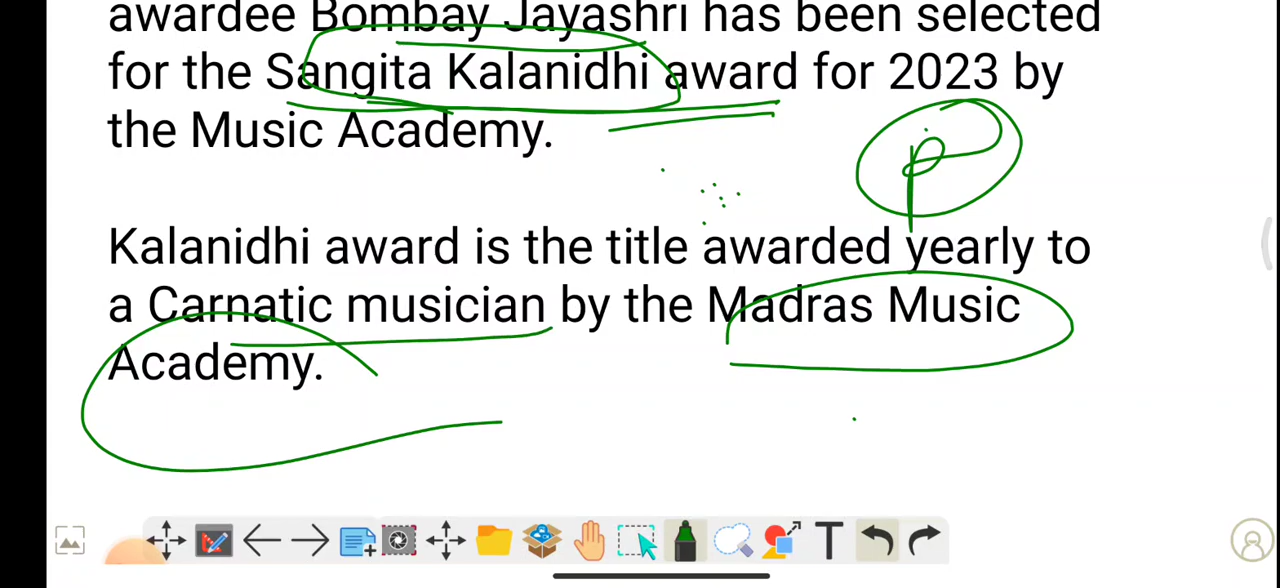 awardee Bombay Jayashri has been selected
for the Sangita Kalanidhi award for 2023 by
the Music Academy.
p
Kalanidhi award is the title awarded yearly to
a Carnatic musician by the Madras Music
Academy.
T